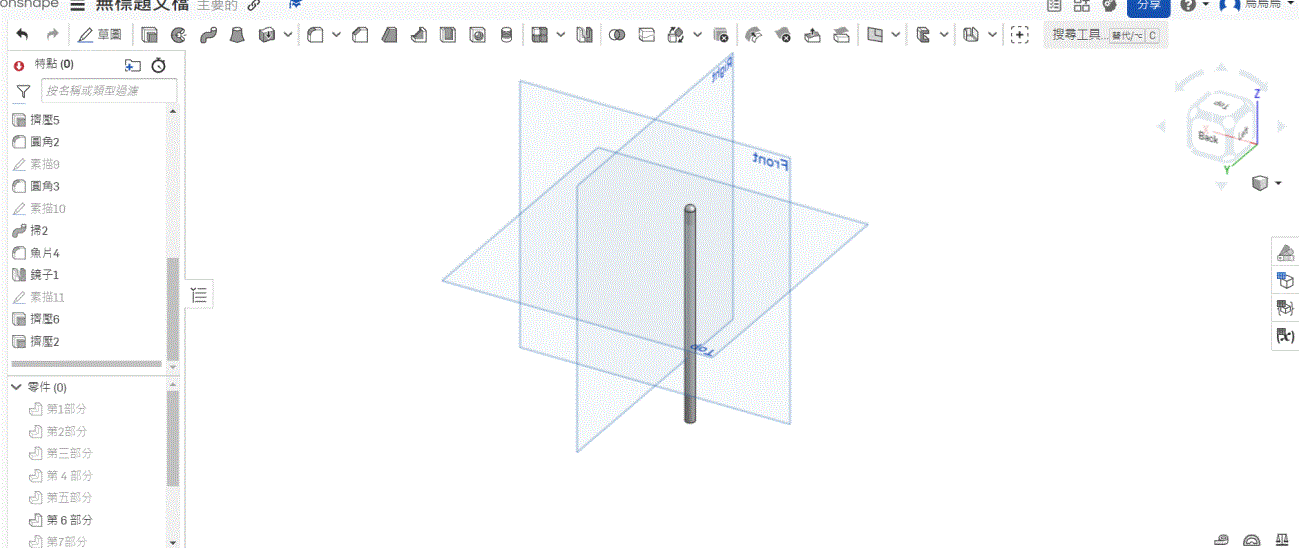 onshape 無標題文檔 主要的 分享
草圖 搜尋工具... 替代/⌥ C
特點 (0)
按名稱或類型過濾
擠壓5
圓角2
素描9
圓角3
素描10
掃2
魚片4
鏡子1
素描11
擠壓6
擠壓2
零件 (0)
第1部分
第2部分
第三部分
第 4 部分
第五部分
第 6 部分
第7部分
Right
Front
Top
Top
Back
Left
Z
Y
(x)